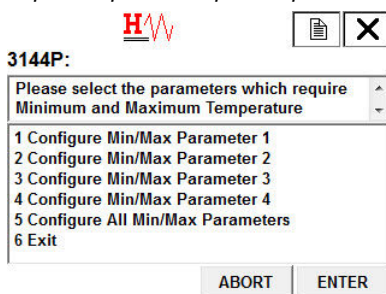 H
3144P:
Please select the parameters which require
Minimum and Maximum Temperature
1 Configure Min/Max Parameter 1
2 Configure Min/Max Parameter 2
3 Configure Min/Max Parameter 3
4 Configure Min/Max Parameter 4
5 Configure All Min/Max Parameters
6 Exit
ABORT ENTER